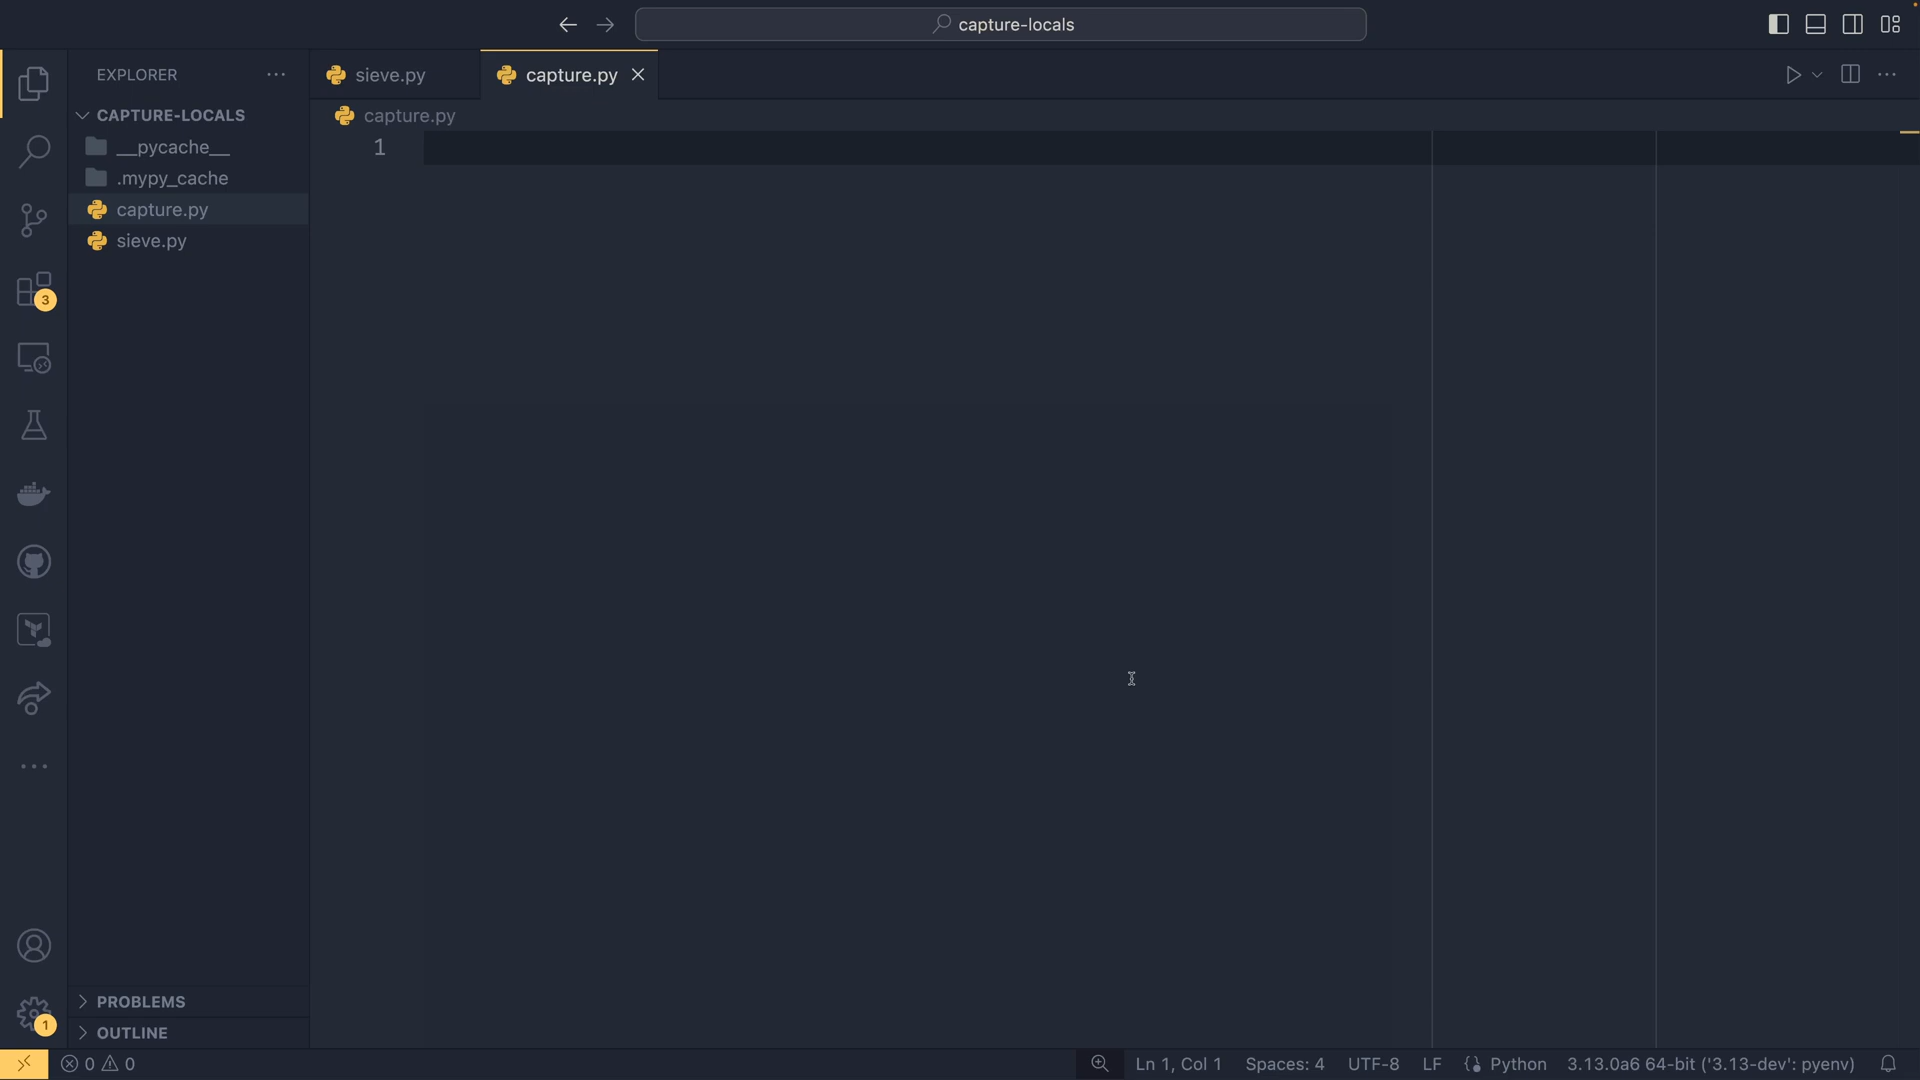 capture-locals
EXPLORER
sieve.py
capture.py
CAPTURE-LOCALS
capture.py
__pycache__
1
.mypy_cache
capture.py
sieve.py
3
PROBLEMS
1
OUTLINE
0 0
Ln 1, Col 1
Spaces: 4
UTF-8
LF
Python
3.13.0a6 64-bit ('3.13-dev': pyenv)